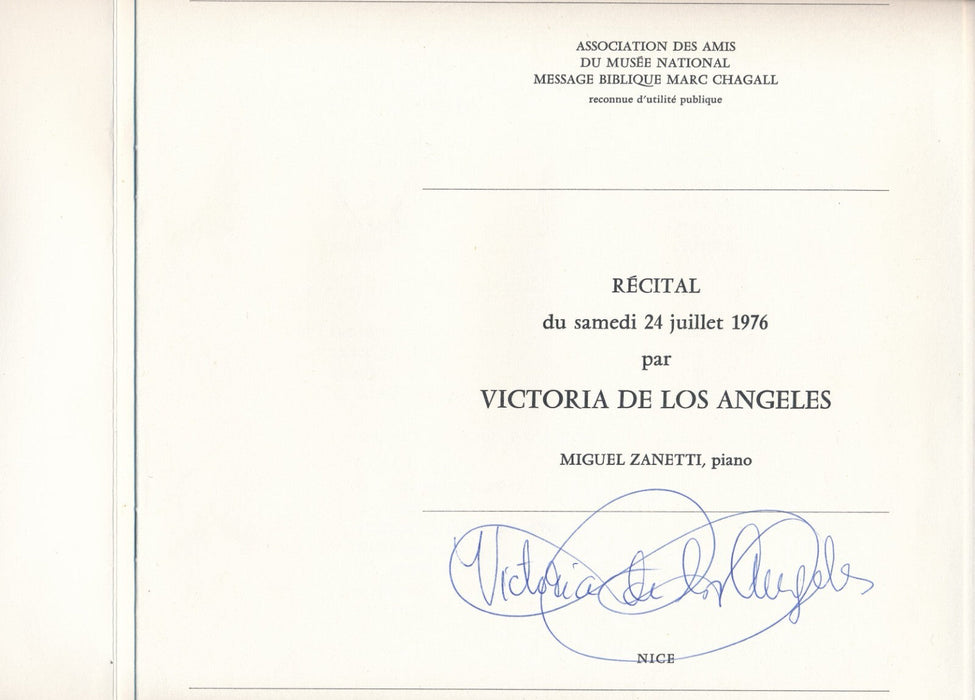 ASSOCIATION DES AMIS
DU MUSÉE NATIONAL
MESSAGE BIBLIQUE MARC CHAGALL
reconnue d'utilité publique
RÉCITAL
du samedi 24 juillet 1976
par
VICTORIA DE LOS ANGELES
MIGUEL ZANETTI, piano
Victoria de los Angeles
NICE